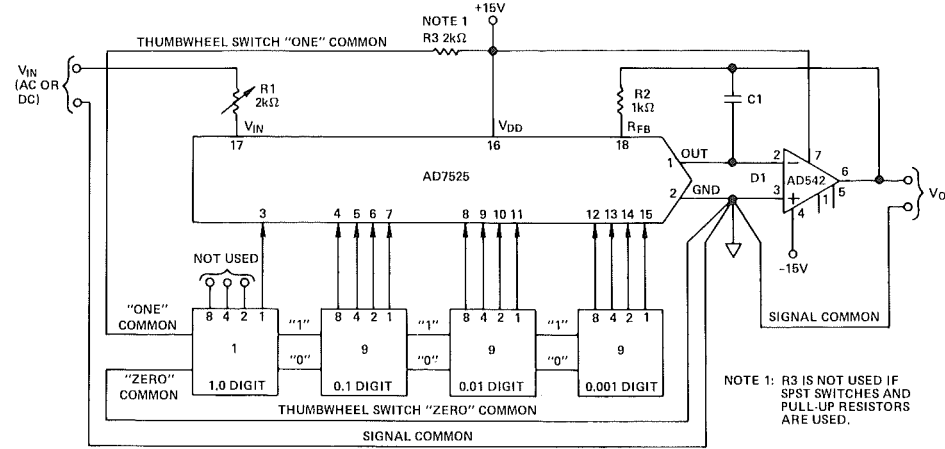 +15V
NOTE 1
R3 2kΩ
THUMBWHEEL SWITCH "ONE" COMMON
VIN
(AC OR
DC)
R1
2kΩ
VIN
17
VDD
16
R2
1kΩ
RFB
18
C1
AD7525
1
OUT
2
GND
D1
2
−
7
AD542
3
+
6
5
1
4
-15V
VO
3
4 5 6 7
8 9 10 11
12 13 14 15
NOT USED
8 4 2 1
8 4 2 1
8 4 2 1
8 4 2 1
"ONE"
COMMON
"ZERO"
COMMON
1
1.0 DIGIT
"1"
"0"
9
0.1 DIGIT
"1"
"0"
9
0.01 DIGIT
"1"
"0"
9
0.001 DIGIT
SIGNAL COMMON
THUMBWHEEL SWITCH "ZERO" COMMON
SIGNAL COMMON
NOTE 1: R3 IS NOT USED IF
SPST SWITCHES AND
PULL-UP RESISTORS
ARE USED.